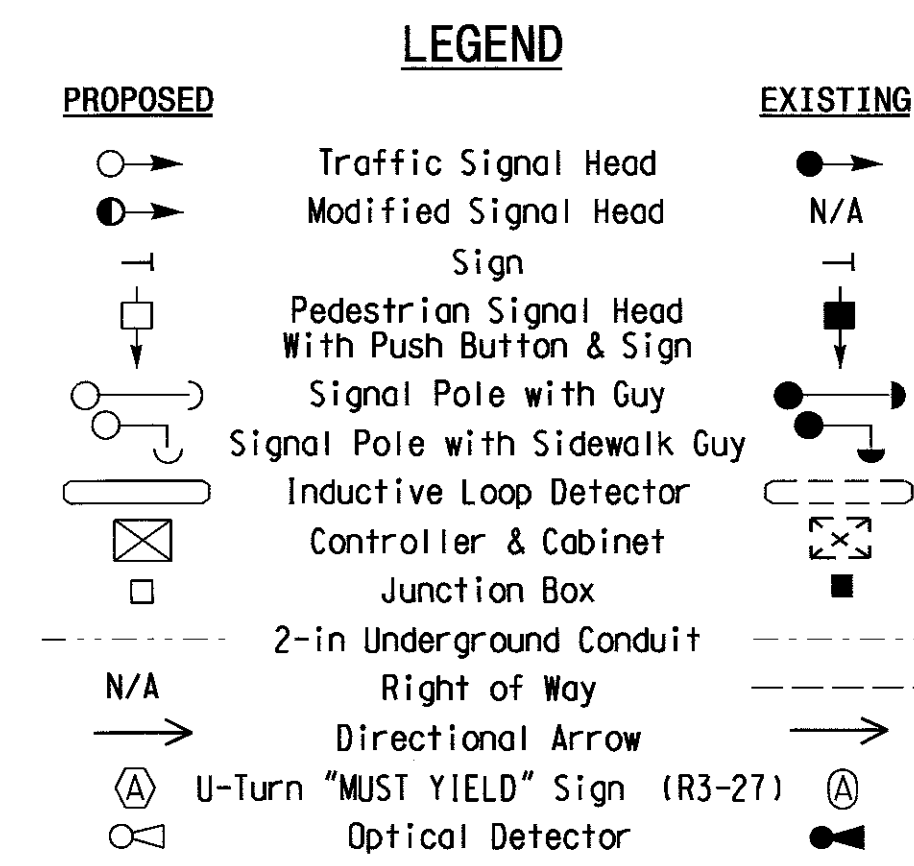 LEGEND
PROPOSED EXISTING
Traffic Signal Head
Modified Signal Head N/A
Sign
Pedestrian Signal Head
With Push Button & Sign
Signal Pole with Guy
Signal Pole with Sidewalk Guy
Inductive Loop Detector
Controller & Cabinet
Junction Box
2-in Underground Conduit
N/A Right of Way
Directional Arrow
A U-Turn "MUST YIELD" Sign (R3-27) A
Optical Detector